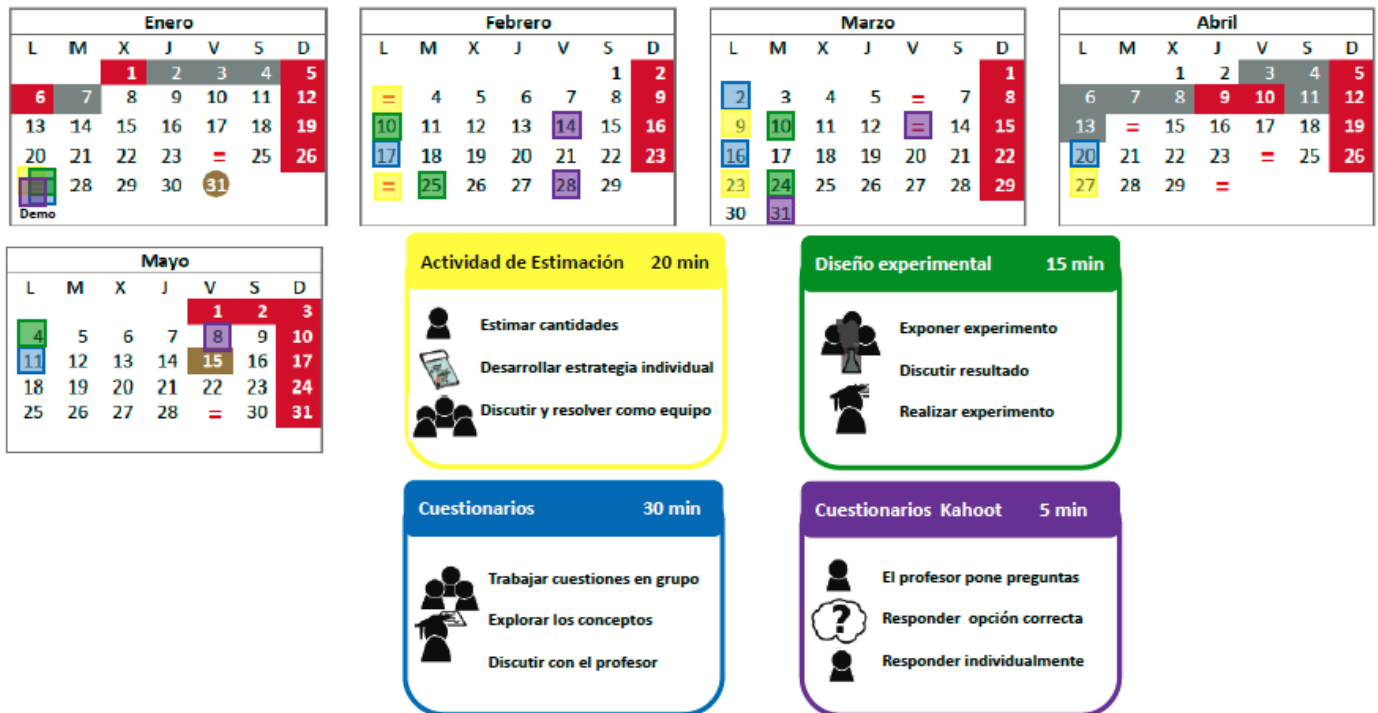 Enero
L M X J V S D
1 2 3 4 5
6 7 8 9 10 11 12
13 14 15 16 17 18 19
20 21 22 23 = 25 26
28 29 30 31
Demo
Febrero
L M X J V S D
1 2
= 4 5 6 7 8 9
10 11 12 13 14 15 16
17 18 19 20 21 22 23
= 25 26 27 28 29
Marzo
L M X J V S D
1
2 3 4 5 = 7 8
9 10 11 12 = 14 15
16 17 18 19 20 21 22
23 24 25 26 27 28 29
30 31
Abril
L M X J V S D
1 2 3 4 5
6 7 8 9 10 11 12
13 = 15 16 17 18 19
20 21 22 23 = 25 26
27 28 29 =
Mayo
L M X J V S D
1 2 3
4 5 6 7 8 9 10
11 12 13 14 15 16 17
18 19 20 21 22 23 24
25 26 27 28 = 30 31
Actividad de Estimación 20 min
Estimar cantidades
Desarrollar estrategia individual
Discutir y resolver como equipo
Diseño experimental 15 min
Exponer experimento
Discutir resultado
Realizar experimento
Cuestionarios 30 min
Trabajar cuestiones en grupo
Explorar los conceptos
Discutir con el profesor
Cuestionarios Kahoot 5 min
El profesor pone preguntas
?
Responder opción correcta
Responder individualmente